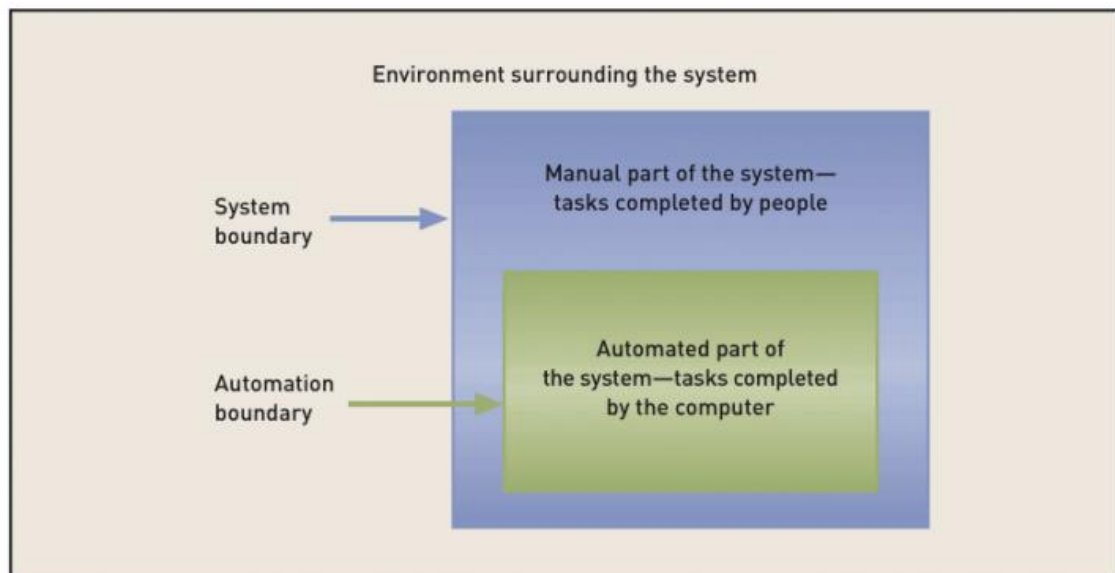 Environment surrounding the system
Manual part of the system—
tasks completed by people
System
boundary
Automated part of
the system—tasks completed
by the computer
Automation
boundary